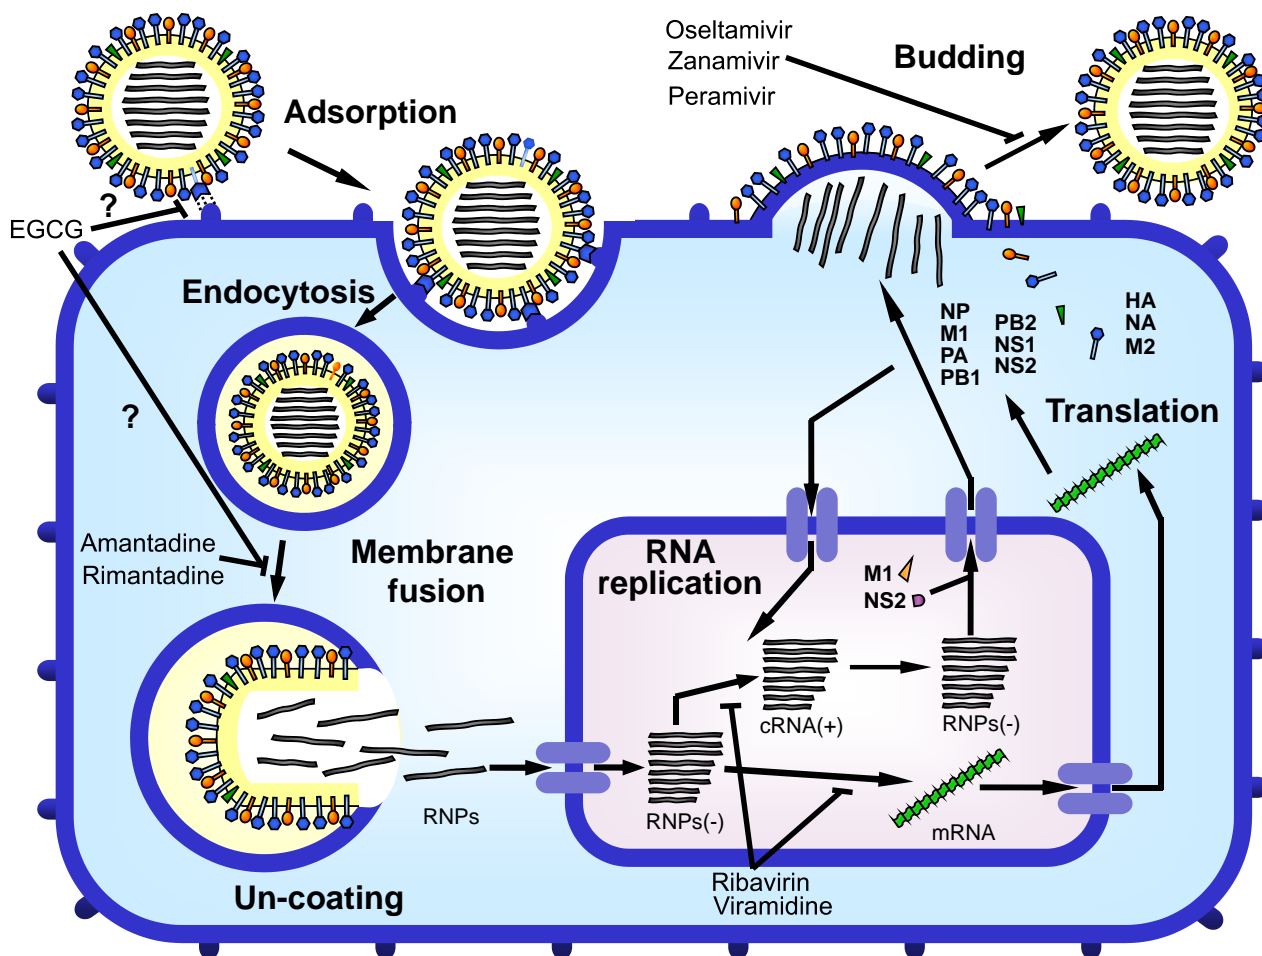 Oseltamivir
Zanamivir
Peramivir
Budding
Adsorption
?
EGCG
Endocytosis
NP
M1
PA
PB1
PB2
NS1
NS2
HA
NA
M2
?
Translation
Amantadine
Rimantadine
Membrane
fusion
RNA
replication
M1
NS2
cRNA(+)
RNPs(-)
RNPs
RNPs(-)
mRNA
Un-coating
Ribavirin
Viramidine